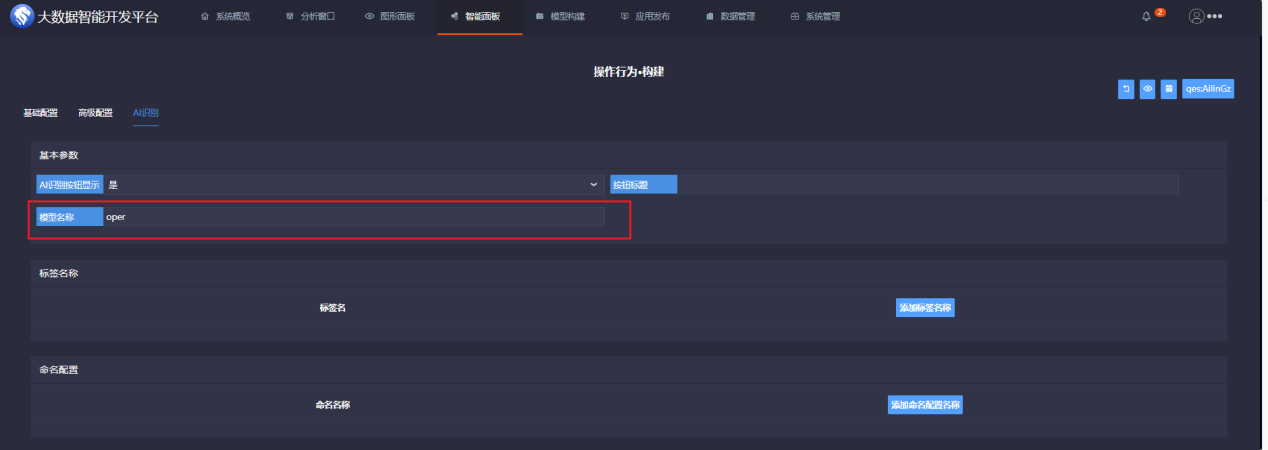 大数据智能开发平台 系统概览 分析窗口 图形面板 智能面板 模型构建 应用发布 数据管理 系统管理 2
操作行为•构建
qes:AilinGz
基础配置 高级配置 AI识别
基本参数
AI识别按钮显示 是 按钮标题
模型名称 oper
标签名称
标签名 添加标签名称
命名配置
命名名称 添加命名配置名称